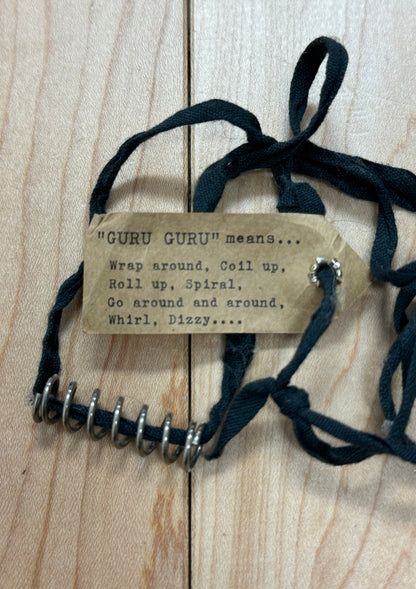 "GURU GURU" means...
Wrap around, Coil up,
Roll up, Spiral,
Go around and around,
Whirl, Dizzy....